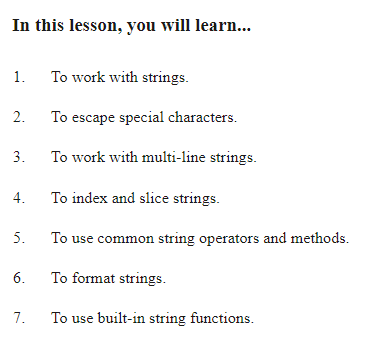 In this lesson, you will learn...
1. To work with strings.
2. To escape special characters.
3. To work with multi-line strings.
4. To index and slice strings.
5. To use common string operators and methods.
6. To format strings.
7. To use built-in string functions.